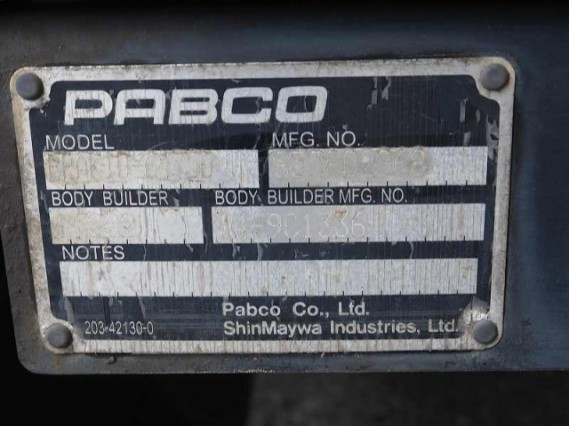 PABCO
MODEL
MFG. NO.
BODY BUILDER
BODY BUILDER MFG. NO.
NOTES
Pabco Co., Ltd.
203-42130-0
ShinMaywa Industries, Ltd.